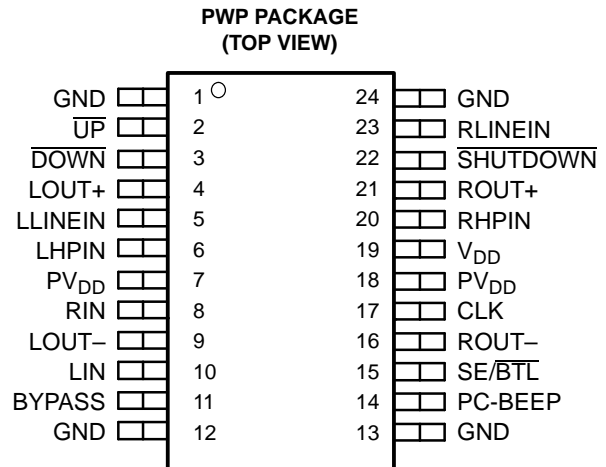 PWP PACKAGE
(TOP VIEW)
GND 1 24 GND
UP 2 23 RLINEIN
DOWN 3 22 SHUTDOWN
LOUT+ 4 21 ROUT+
LLINEIN 5 20 RHPIN
LHPIN 6 19 VDD
PVDD 7 18 PVDD
RIN 8 17 CLK
LOUT– 9 16 ROUT–
LIN 10 15 SE/BTL
BYPASS 11 14 PC-BEEP
GND 12 13 GND